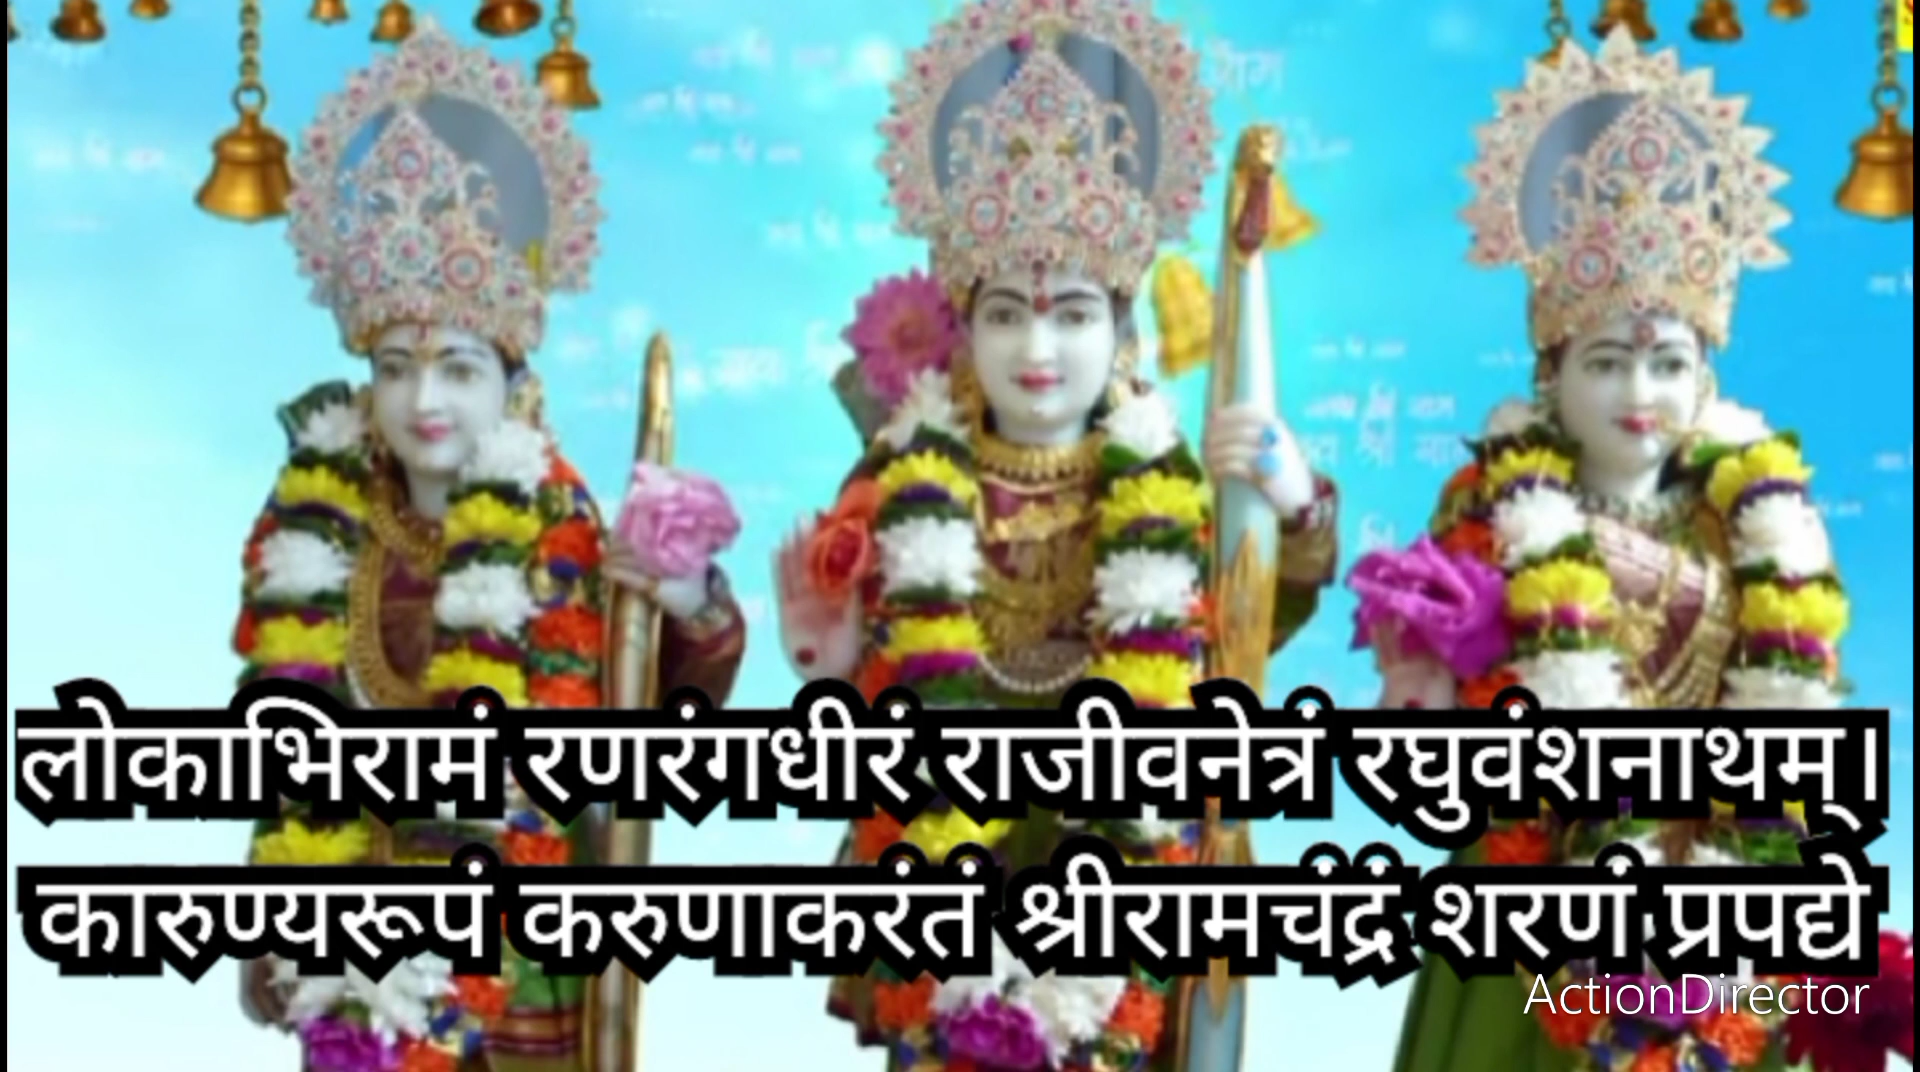 लोकाभिरामं रणरंगधीरं राजीवनेत्रं रघुवंशनाथम्।
कारुण्यरूपं करुणाकरंतं श्रीरामचंद्रं शरणं प्रपद्ये
ActionDirector